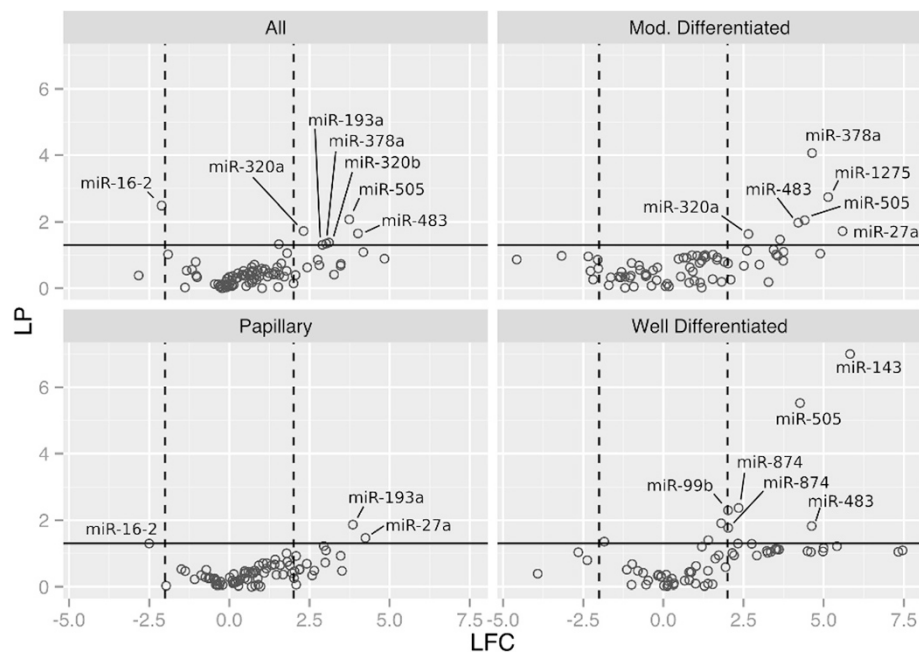 All
Mod. Differentiated
miR-193a
miR-378a
miR-320a
miR-320b
miR-16-2
miR-505
miR-483
miR-378a
miR-1275
miR-483
miR-505
miR-320a
miR-27a
6
4
2
0
LP
Papillary
Well Differentiated
miR-193a
miR-16-2
miR-27a
miR-143
miR-505
miR-874
miR-99b
miR-874
miR-483
6
4
2
0
-5.0 -2.5 0.0 2.5 5.0 7.5 -5.0 -2.5 0.0 2.5 5.0 7.5
LFC